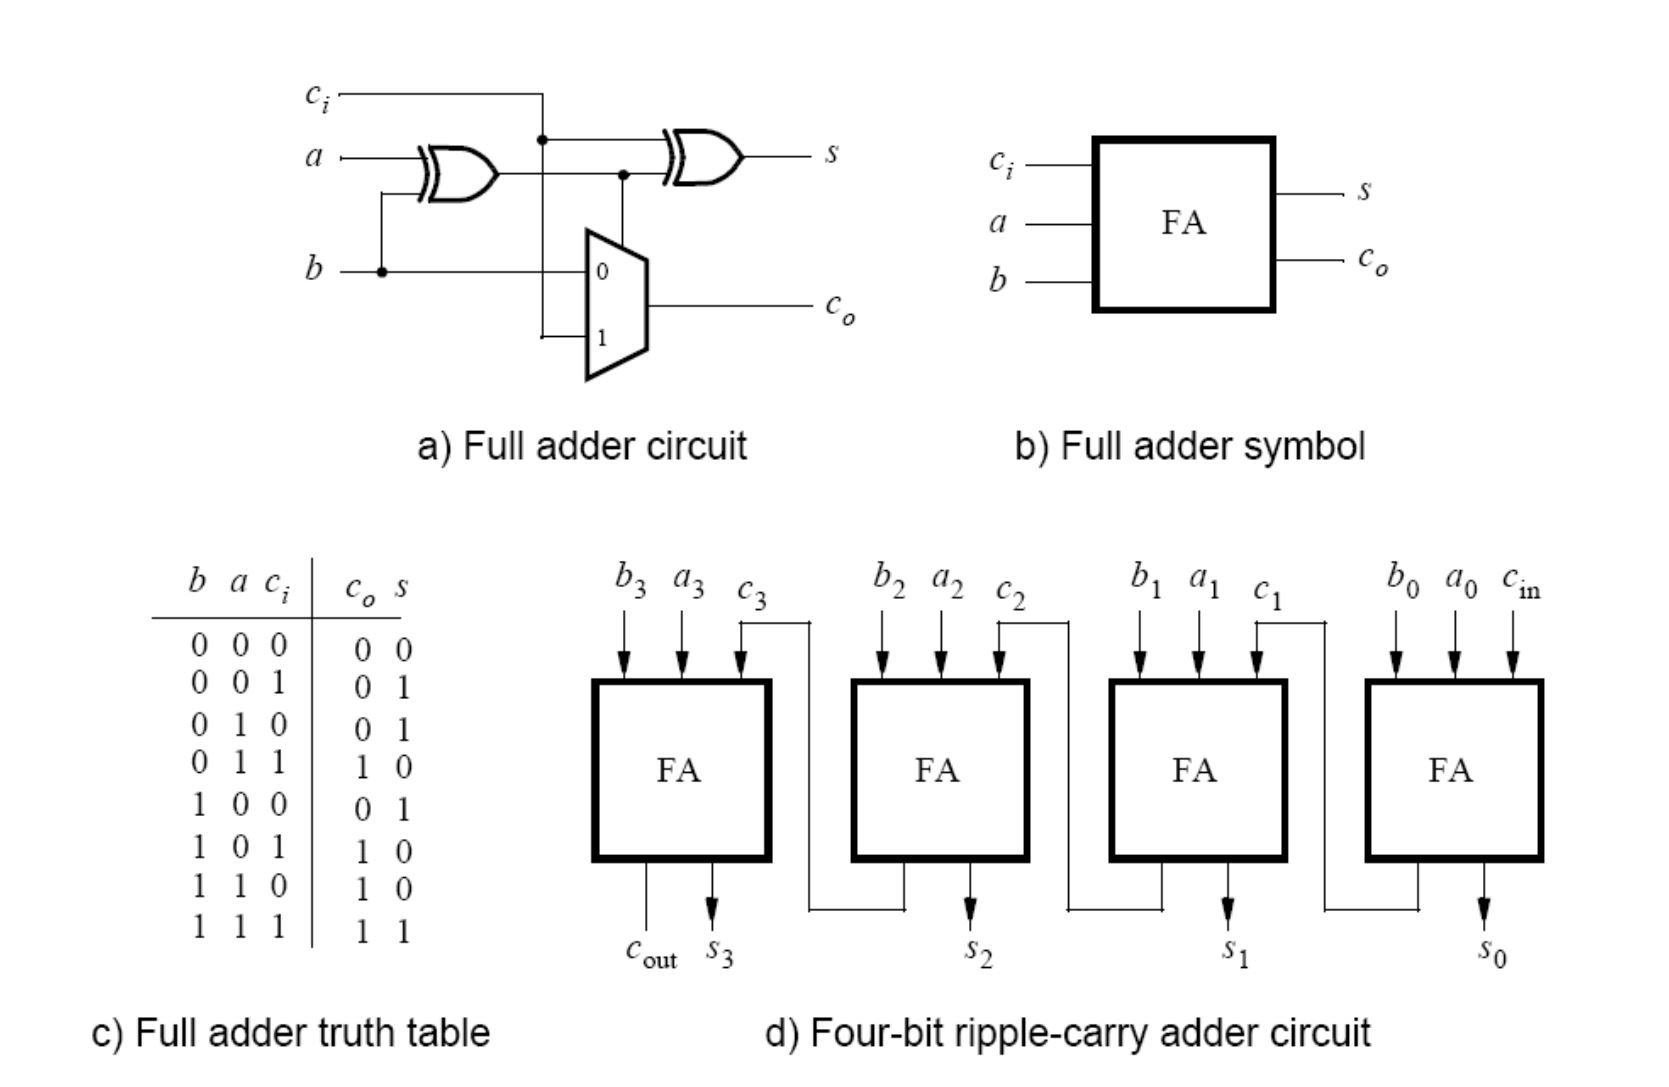 c_i
a
b
0
1
s
c_o
a) Full adder circuit
c_i
a
b
FA
s
c_o
b) Full adder symbol
b a c_i c_o s
0 0 0 0 0
0 0 1 0 1
0 1 0 0 1
0 1 1 1 0
1 0 0 0 1
1 0 1 1 0
1 1 0 1 0
1 1 1 1 1
c) Full adder truth table
b_3 a_3 c_3 b_2 a_2 c_2 b_1 a_1 c_1 b_0 a_0 c_in
FA FA FA FA
c_out s_3 s_2 s_1 s_0
d) Four-bit ripple-carry adder circuit